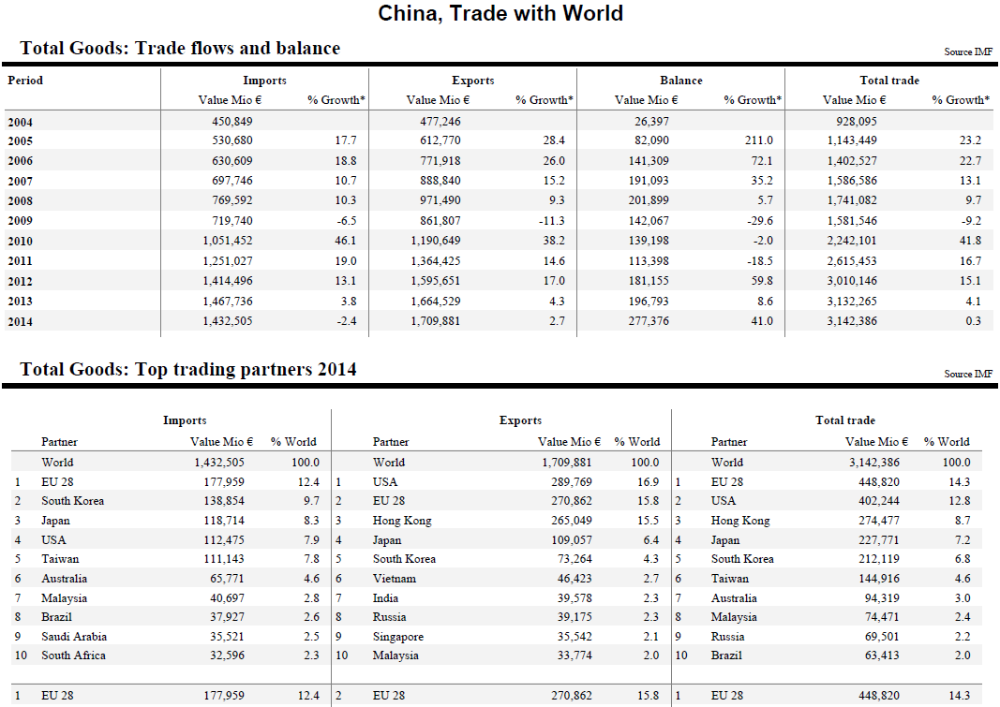 China, Trade with World
Total Goods: Trade flows and balance Source IMF
Period Imports Exports Balance Total trade
Value Mio € % Growth* Value Mio € % Growth* Value Mio € % Growth* Value Mio € % Growth*
2004 450,849 477,246 26,397 928,095
2005 530,680 17.7 612,770 28.4 82,090 211.0 1,143,449 23.2
2006 630,609 18.8 771,918 26.0 141,309 72.1 1,402,527 22.7
2007 697,746 10.7 888,840 15.2 191,093 35.2 1,586,586 13.1
2008 769,592 10.3 971,490 9.3 201,899 5.7 1,741,082 9.7
2009 719,740 -6.5 861,807 -11.3 142,067 -29.6 1,581,546 -9.2
2010 1,051,452 46.1 1,190,649 38.2 139,198 -2.0 2,242,101 41.8
2011 1,251,027 19.0 1,364,425 14.6 113,398 -18.5 2,615,453 16.7
2012 1,414,496 13.1 1,595,651 17.0 181,155 59.8 3,010,146 15.1
2013 1,467,736 3.8 1,664,529 4.3 196,793 8.6 3,132,265 4.1
2014 1,432,505 -2.4 1,709,881 2.7 277,376 41.0 3,142,386 0.3
Total Goods: Top trading partners 2014 Source IMF
Imports Exports Total trade
Partner Value Mio € % World Partner Value Mio € % World Partner Value Mio € % World
World 1,432,505 100.0 World 1,709,881 100.0 World 3,142,386 100.0
1 EU 28 177,959 12.4 1 USA 289,769 16.9 1 EU 28 448,820 14.3
2 South Korea 138,854 9.7 2 EU 28 270,862 15.8 2 USA 402,244 12.8
3 Japan 118,714 8.3 3 Hong Kong 265,049 15.5 3 Hong Kong 274,477 8.7
4 USA 112,475 7.9 4 Japan 109,057 6.4 4 Japan 227,771 7.2
5 Taiwan 111,143 7.8 5 South Korea 73,264 4.3 5 South Korea 212,119 6.8
6 Australia 65,771 4.6 6 Vietnam 46,423 2.7 6 Taiwan 144,916 4.6
7 Malaysia 40,697 2.8 7 India 39,578 2.3 7 Australia 94,319 3.0
8 Brazil 37,927 2.6 8 Russia 39,175 2.3 8 Malaysia 74,471 2.4
9 Saudi Arabia 35,521 2.5 9 Singapore 35,542 2.1 9 Russia 69,501 2.2
10 South Africa 32,596 2.3 10 Malaysia 33,774 2.0 10 Brazil 63,413 2.0
1 EU 28 177,959 12.4 2 EU 28 270,862 15.8 1 EU 28 448,820 14.3